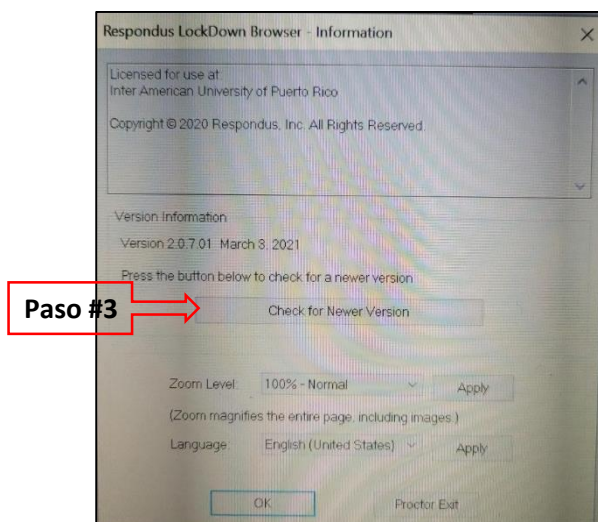 Respondus LockDown Browser - Information
Licensed for use at:
Inter American University of Puerto Rico
Copyright © 2020 Respondus, Inc. All Rights Reserved.
Version Information
Version 2.0.7.01 March 3, 2021
Press the button below to check for a newer version
Paso #3
Check for Newer Version
Zoom Level: 100% - Normal Apply
(Zoom magnifies the entire page, including images.)
Language: English (United States) Apply
OK Proctor Exit